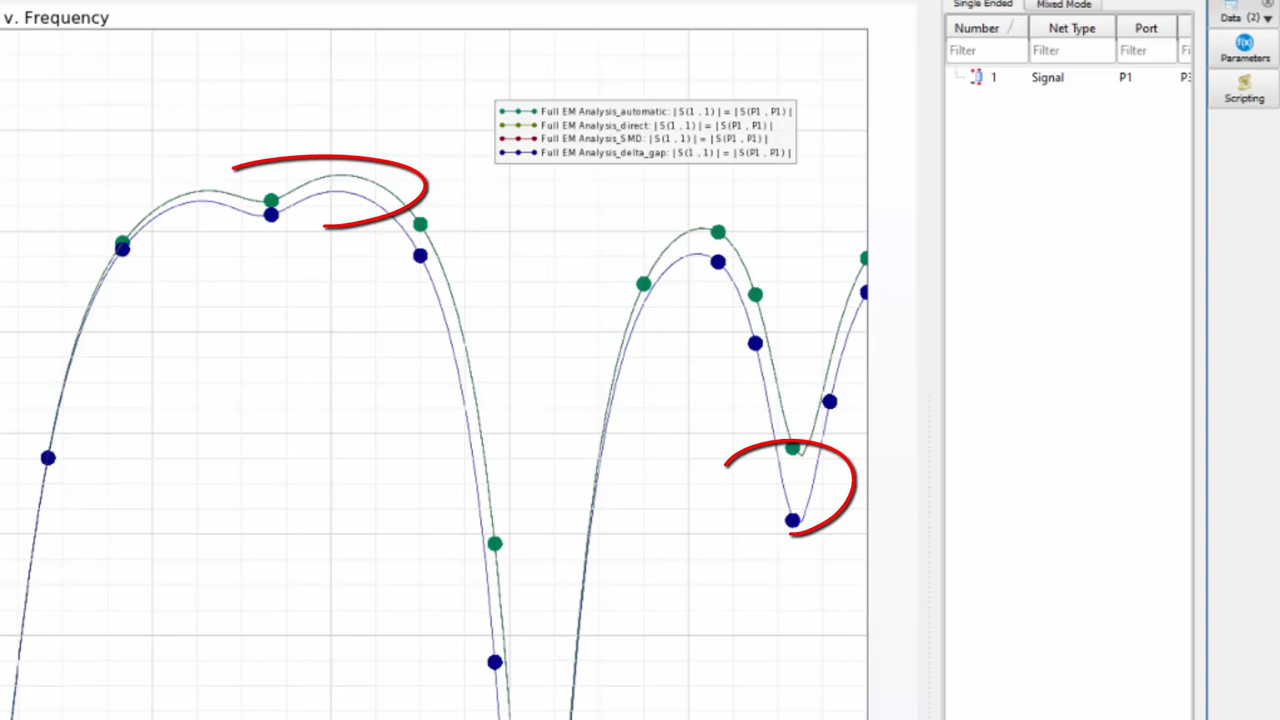 v. Frequency
Full EM Analysis_automatic: | S(1 , 1) | = | S(P1 , P1) |
Full EM Analysis_direct: | S(1 , 1) | = | S(P1 , P1) |
Full EM Analysis_SMD: | S(1 , 1) | = | S(P1 , P1) |
Full EM Analysis_delta_gap: | S(1 , 1) | = | S(P1 , P1) |
Single Ended Mixed Mode
Number Net Type Port
Filter Filter Filter Fi
1 Signal P1
Data (2)
Parameters
Scripting